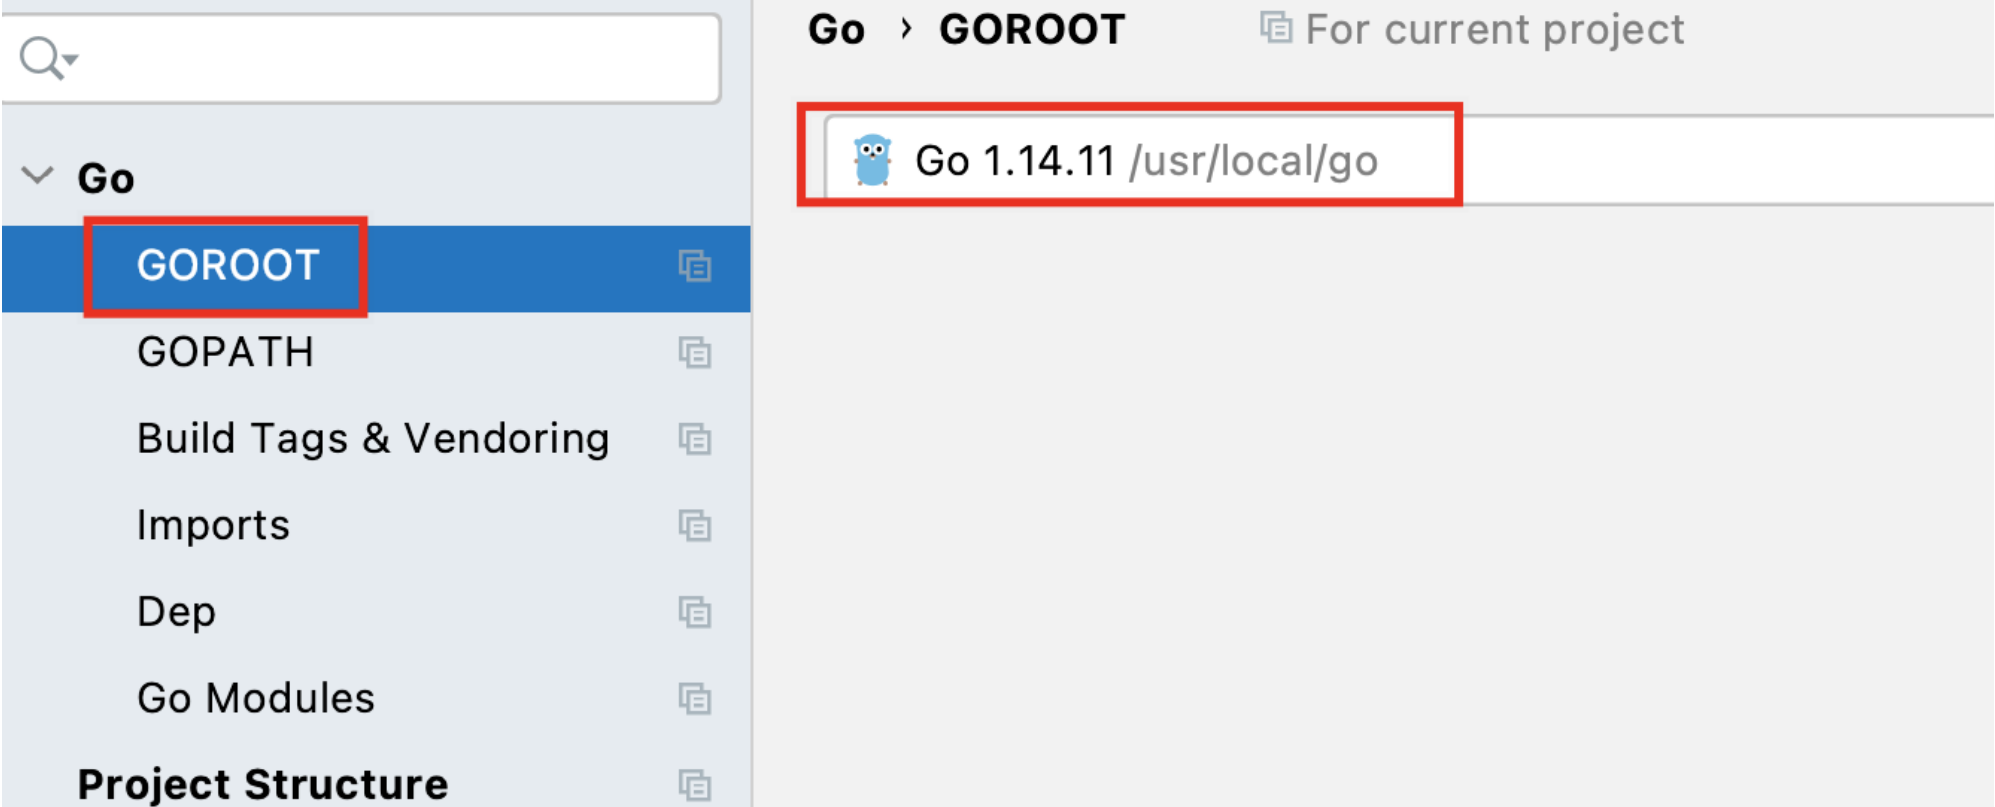 Go
GOROOT
GOPATH
Build Tags & Vendoring
Imports
Dep
Go Modules
Project Structure
Go › GOROOT For current project
Go 1.14.11 /usr/local/go